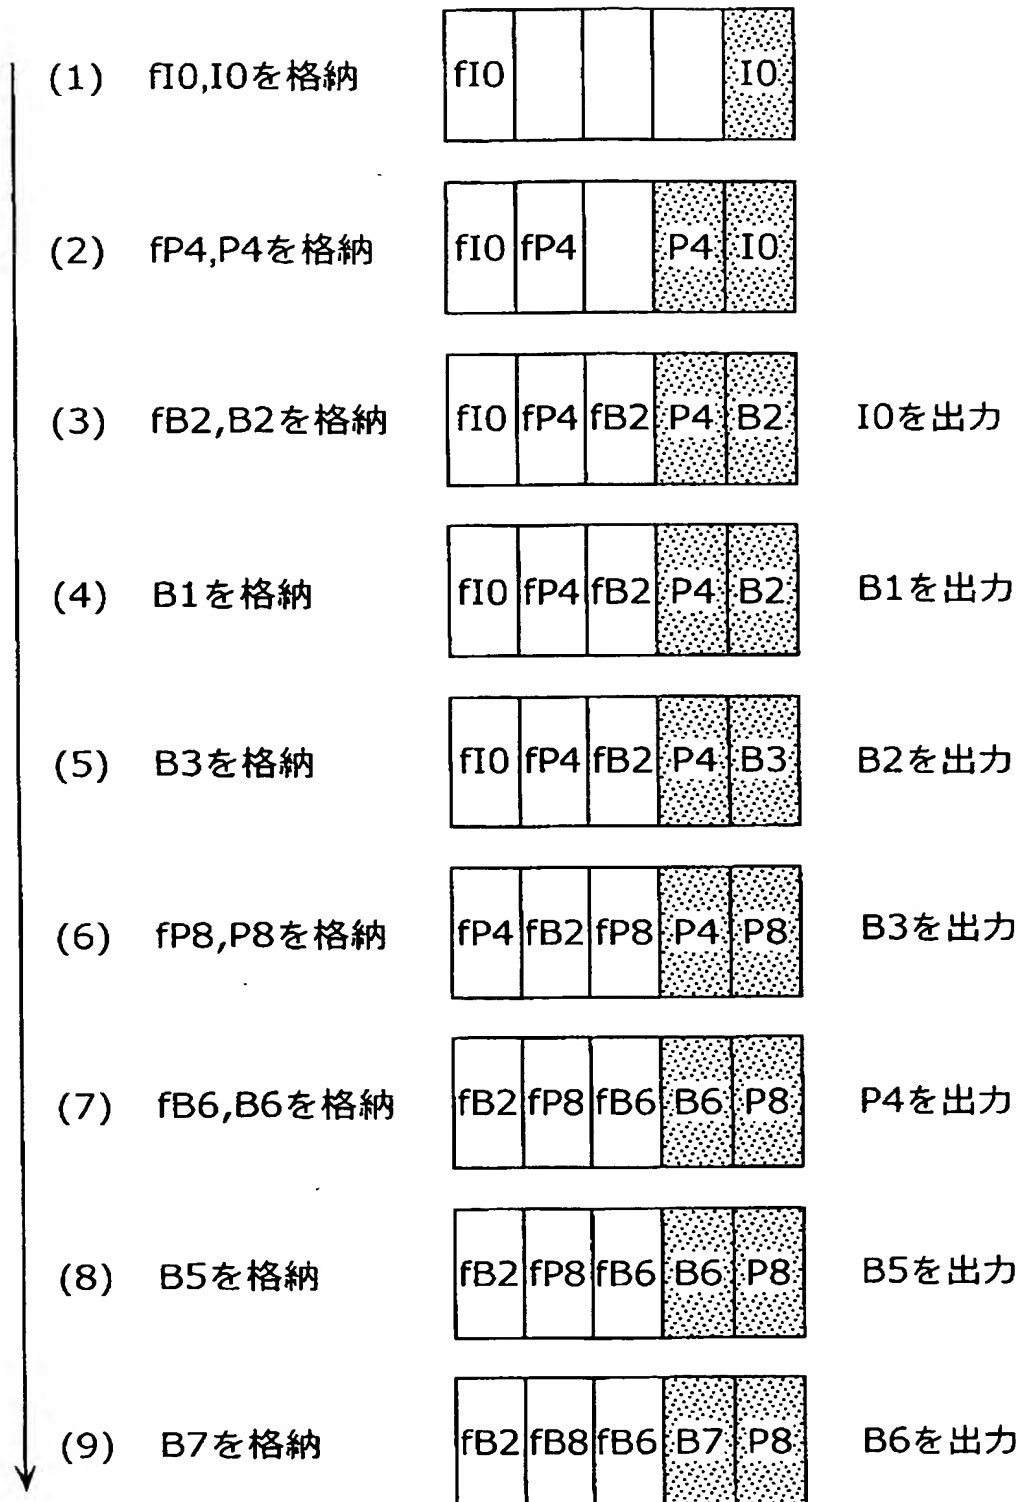 (1) fI0,I0を格納 fI0 I0
(2) fP4,P4を格納 fI0 fP4 P4 I0
(3) fB2,B2を格納 fI0 fP4 fB2 P4 B2 I0を出力
(4) B1を格納 fI0 fP4 fB2 P4 B2 B1を出力
(5) B3を格納 fI0 fP4 fB2 P4 B3 B2を出力
(6) fP8,P8を格納 fP4 fB2 fP8 P4 P8 B3を出力
(7) fB6,B6を格納 fB2 fP8 fB6 B6 P8 P4を出力
(8) B5を格納 fB2 fP8 fB6 B6 P8 B5を出力
(9) B7を格納 fB2 fB8 fB6 B7 P8 B6を出力